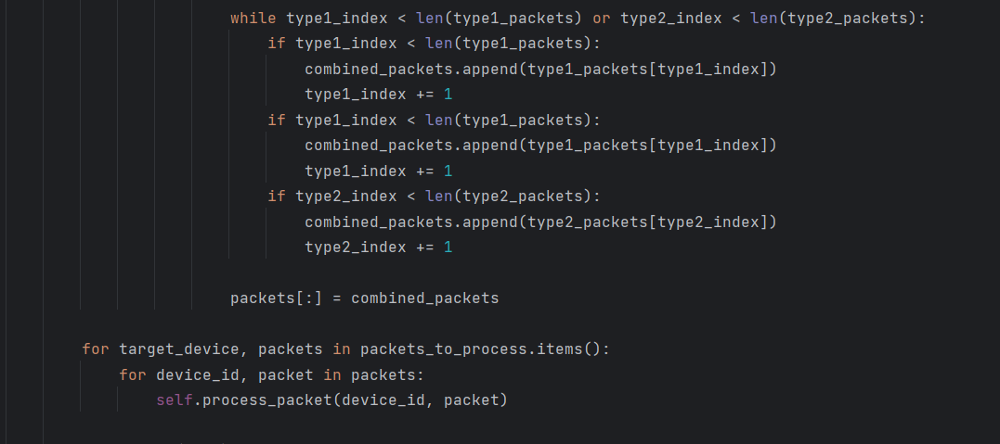 while type1_index < len(type1_packets) or type2_index < len(type2_packets):
    if type1_index < len(type1_packets):
        combined_packets.append(type1_packets[type1_index])
        type1_index += 1
    if type1_index < len(type1_packets):
        combined_packets.append(type1_packets[type1_index])
        type1_index += 1
    if type2_index < len(type2_packets):
        combined_packets.append(type2_packets[type2_index])
        type2_index += 1
packets[:] = combined_packets
for target_device, packets in packets_to_process.items():
    for device_id, packet in packets:
        self.process_packet(device_id, packet)